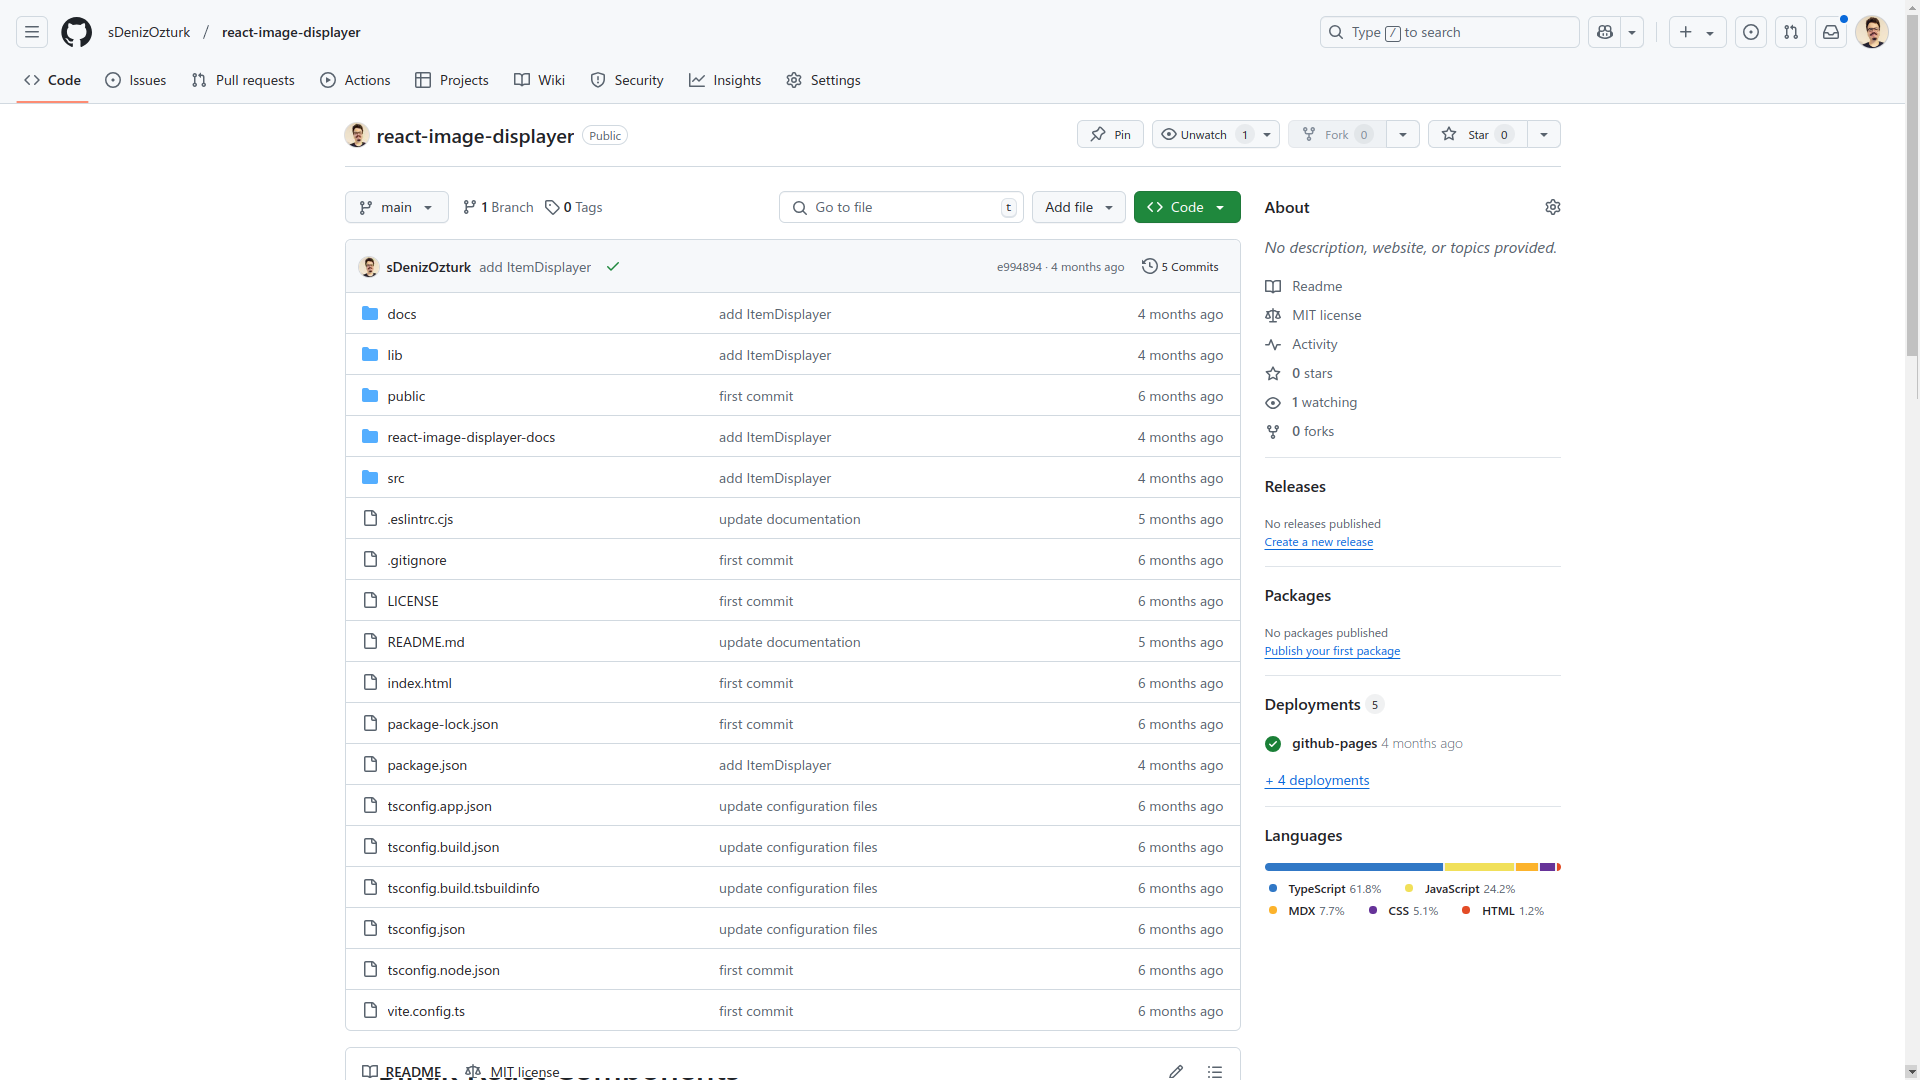 sDenizOzturk / react-image-displayer
Type / to search
Code Issues Pull requests Actions Projects Wiki Security Insights Settings
react-image-displayer Public
Pin Unwatch 1 Fork 0 Star 0
main 1 Branch 0 Tags Go to file t Add file Code
sDenizOzturk add ItemDisplayer e994894 · 4 months ago 5 Commits
docs add ItemDisplayer 4 months ago
lib add ItemDisplayer 4 months ago
public first commit 6 months ago
react-image-displayer-docs add ItemDisplayer 4 months ago
src add ItemDisplayer 4 months ago
.eslintrc.cjs update documentation 5 months ago
.gitignore first commit 6 months ago
LICENSE first commit 6 months ago
README.md update documentation 5 months ago
index.html first commit 6 months ago
package-lock.json first commit 6 months ago
package.json add ItemDisplayer 4 months ago
tsconfig.app.json update configuration files 6 months ago
tsconfig.build.json update configuration files 6 months ago
tsconfig.build.tsbuildinfo update configuration files 6 months ago
tsconfig.json update configuration files 6 months ago
tsconfig.node.json first commit 6 months ago
vite.config.ts first commit 6 months ago
README MIT license
About
No description, website, or topics provided.
Readme
MIT license
Activity
0 stars
1 watching
0 forks
Releases
No releases published
Create a new release
Packages
No packages published
Publish your first package
Deployments 5
github-pages 4 months ago
+ 4 deployments
Languages
TypeScript 61.8% JavaScript 24.2%
MDX 7.7% CSS 5.1% HTML 1.2%